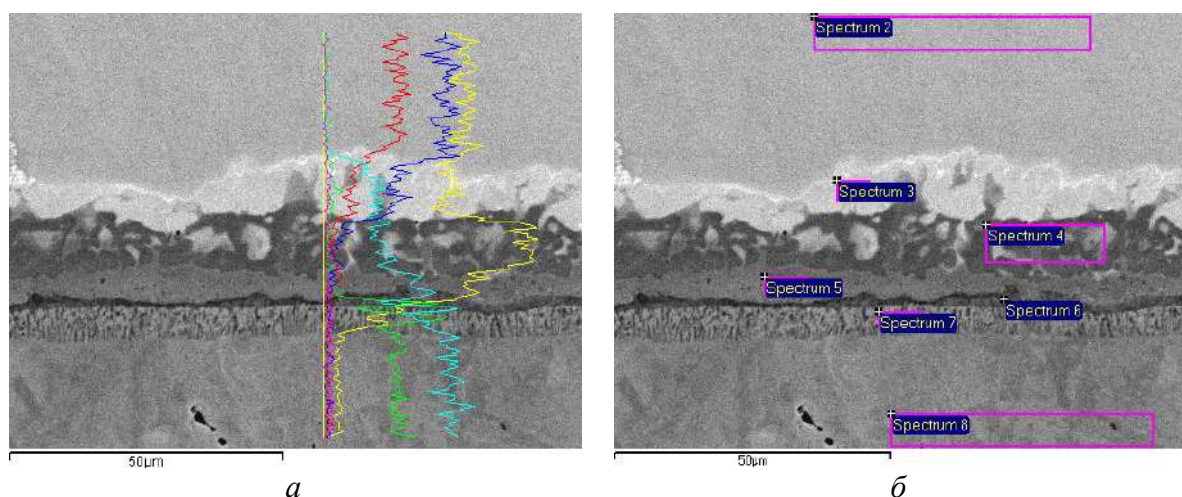 Spectrum 2
Spectrum 3
Spectrum 4
Spectrum 5
Spectrum 6
Spectrum 7
Spectrum 8
50µm
50µm
а
б